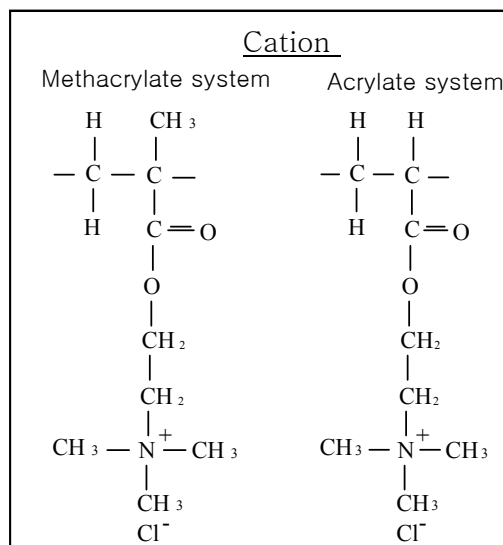 Cation
Methacrylate system Acrylate system
H CH3 H H
— C — C — — C — C —
H C=O H C=O
O O
CH2 CH2
CH2 CH2
CH3—N+—CH3 CH3—N+—CH3
CH3 CH3
Cl- Cl-